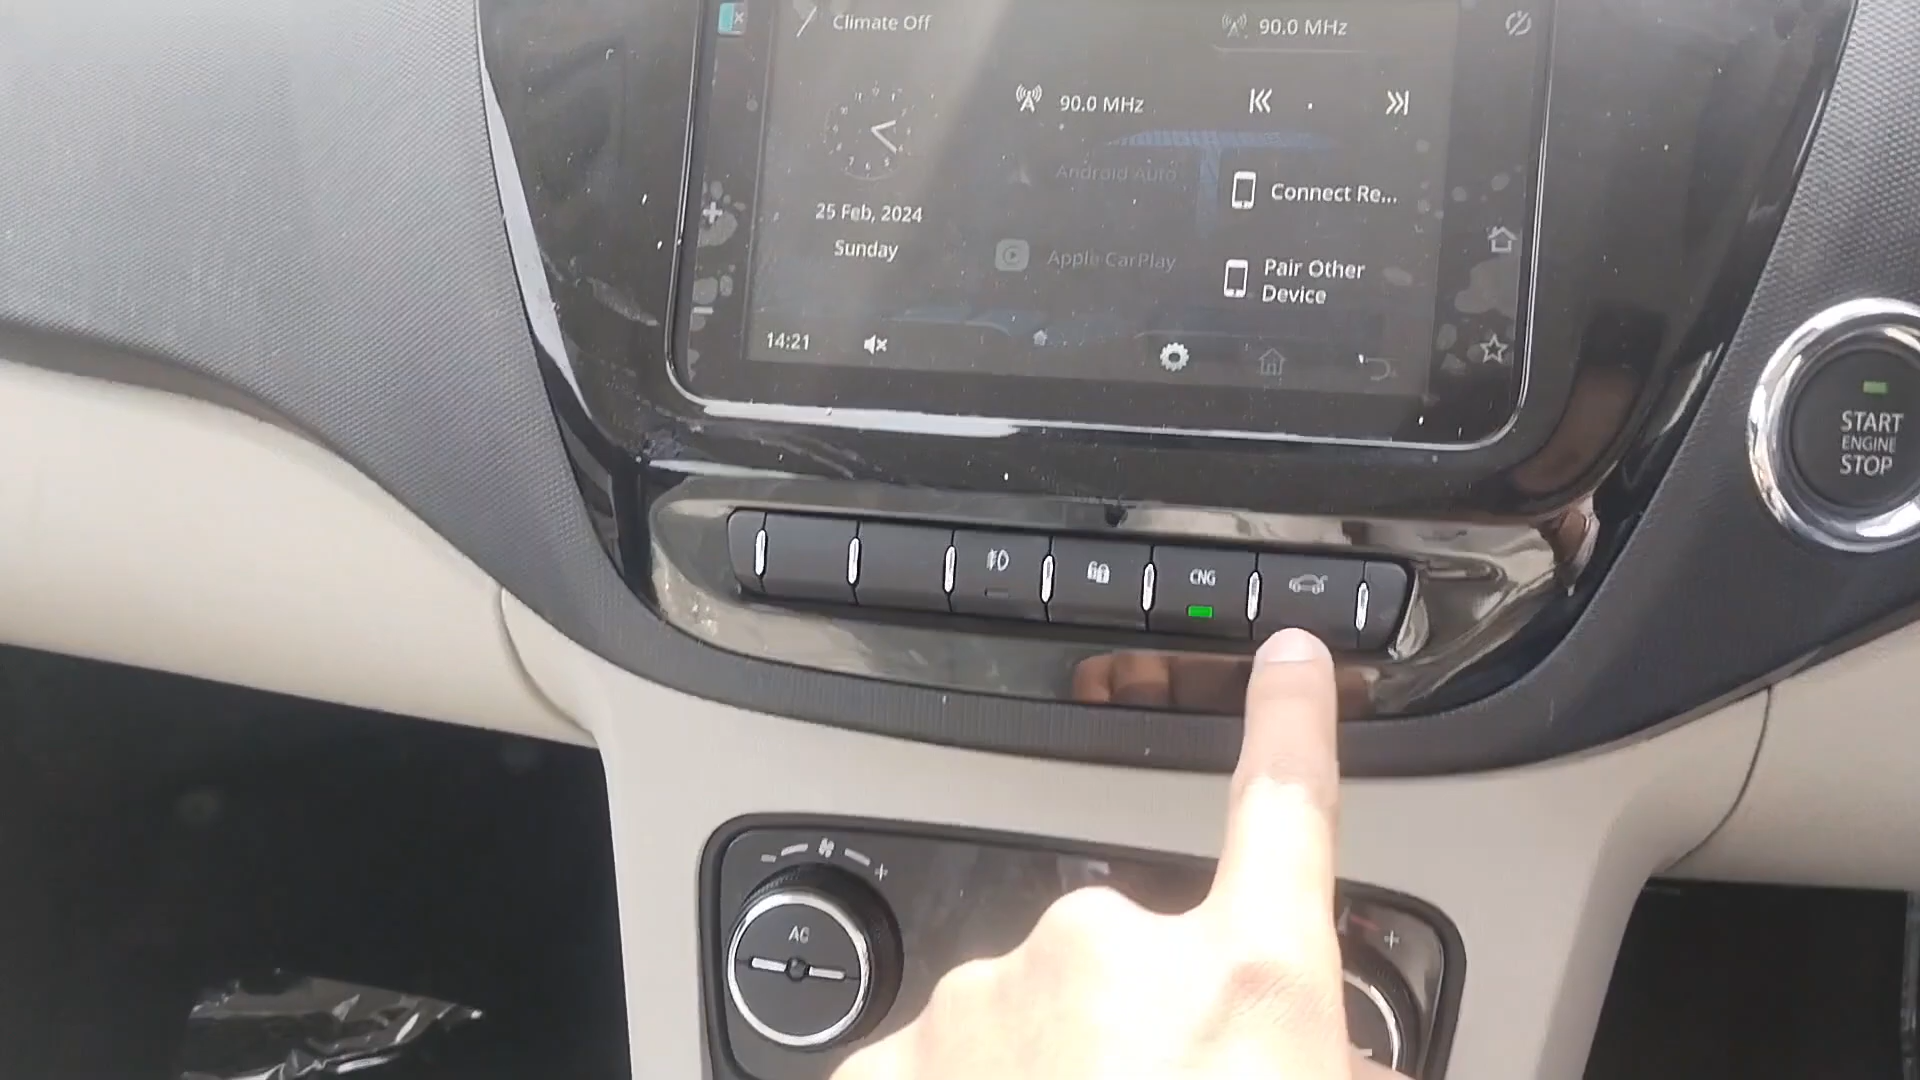 Climate Off
90.0 MHz
90.0 MHz
Android Auto
Connect Re...
25 Feb, 2024
Sunday
Apple CarPlay
Pair Other
Device
14:21
START
ENGINE
STOP
CNG
AC